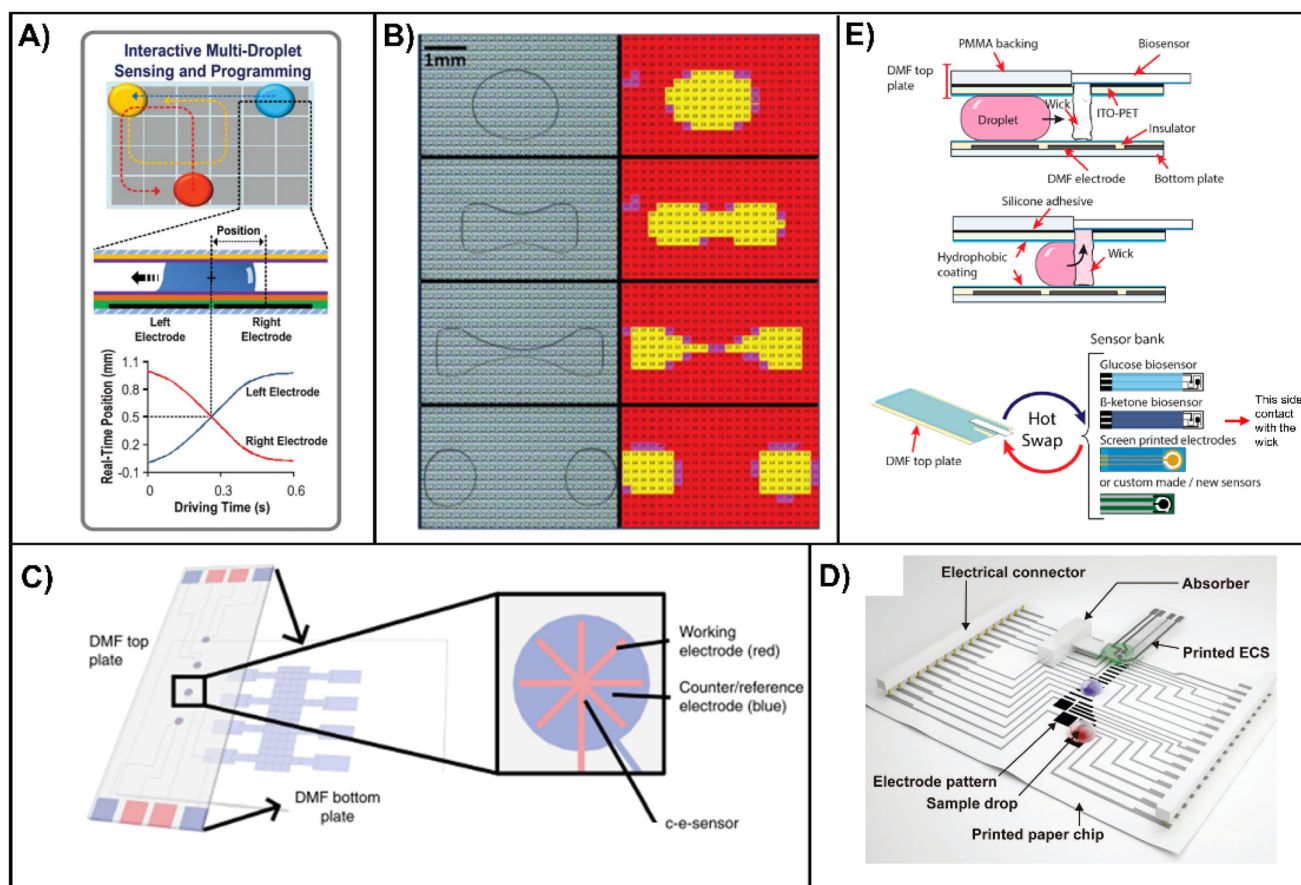 A)
Interactive Multi-Droplet
Sensing and Programming
Position
Left
Electrode
Right
Electrode
Real-Time Position (mm)
1.1
0.8
0.5
0.2
-0.1
Left Electrode
Right Electrode
0
0.3
0.6
Driving Time (s)
B)
1mm
E)
PMMA backing
Biosensor
DMF top
plate
Wick
ITO-PET
Droplet
Insulator
DMF electrode
Bottom plate
Silicone adhesive
Hydrophobic
coating
Wick
Sensor bank
Glucose biosensor
ß-ketone biosensor
Hot
Swap
Screen printed electrodes
or custom made / new sensors
DMF top plate
This side
contact
with the
wick
C)
DMF top
plate
Working
electrode (red)
Counter/reference
electrode (blue)
DMF bottom
plate
c-e-sensor
D)
Electrical connector
Absorber
Printed ECS
Electrode pattern
Sample drop
Printed paper chip